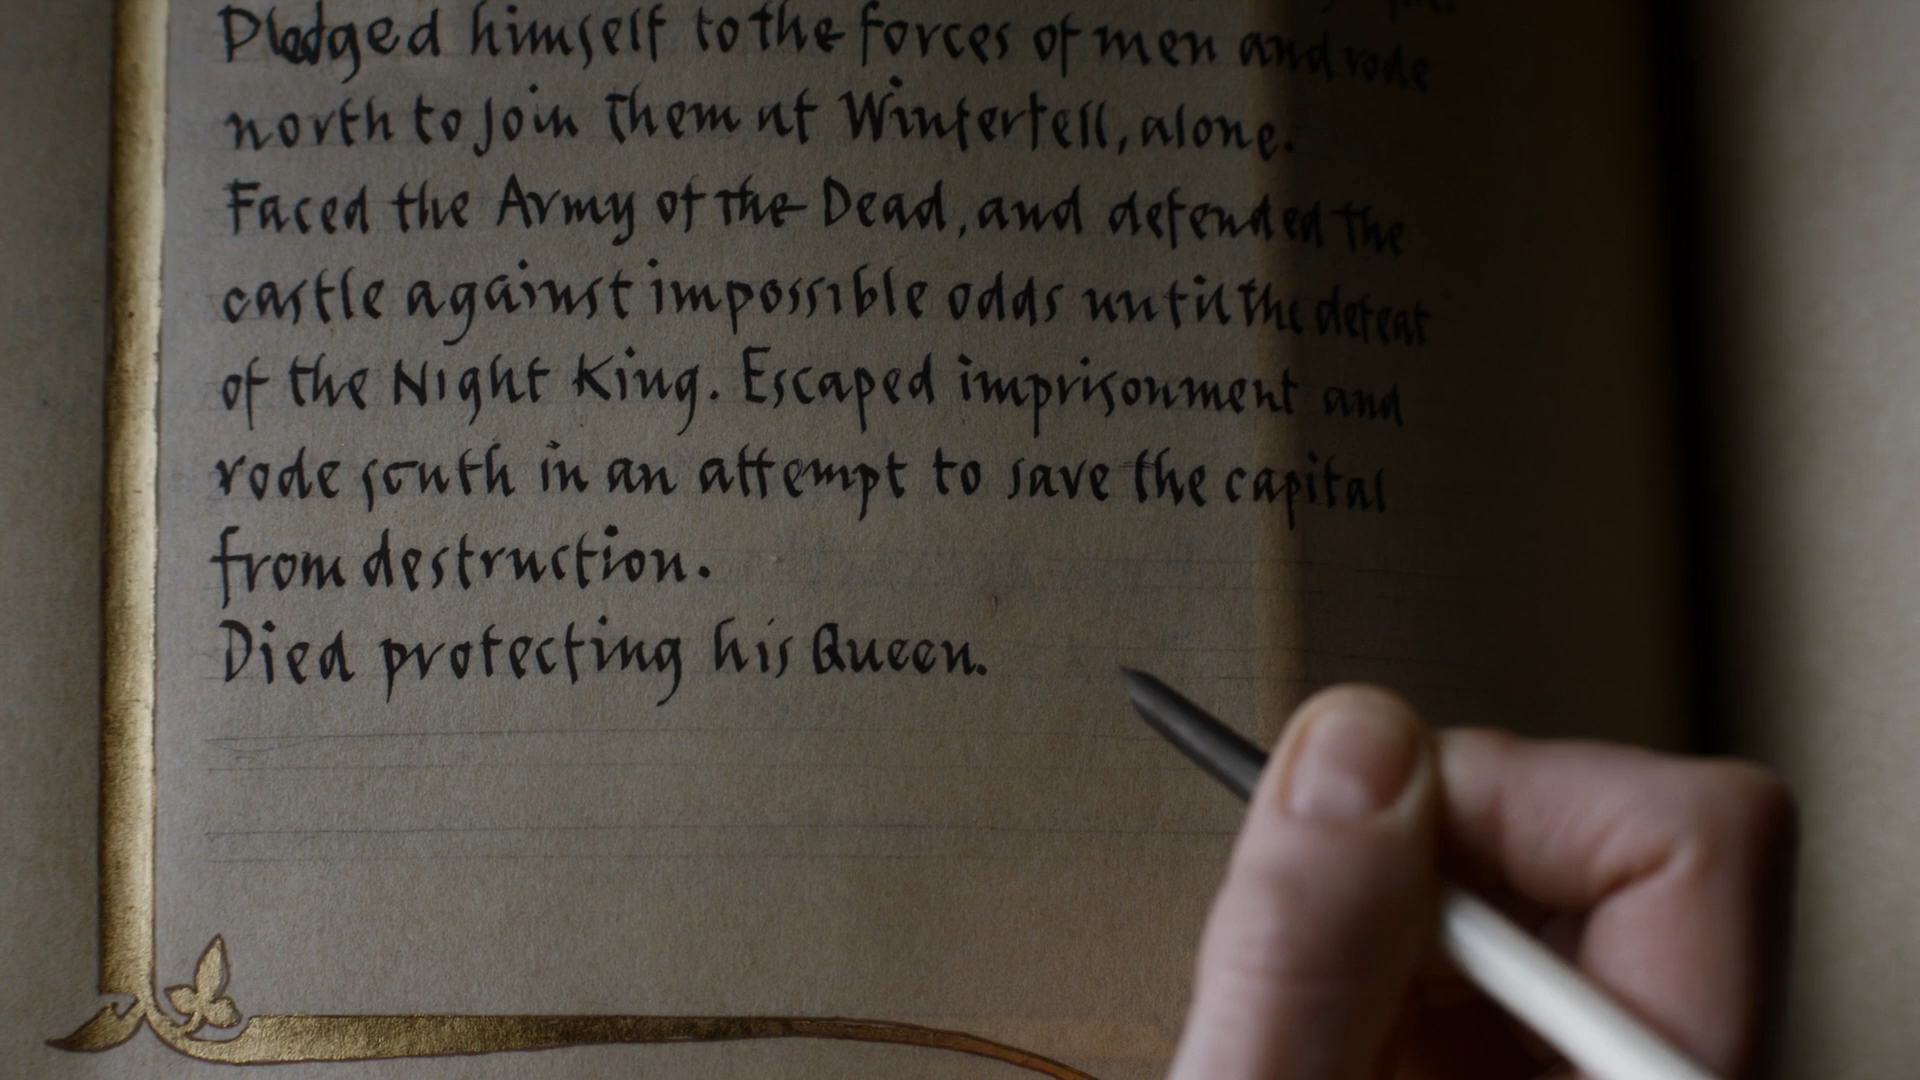 Pledged himself to the forces of men and rode
north to join them at Winterfell, alone.
Faced the Army of the Dead, and defended the
castle against impossible odds until the defeat
of the Night King. Escaped imprisonment and
rode south in an attempt to save the capital
from destruction.
Died protecting his Queen.